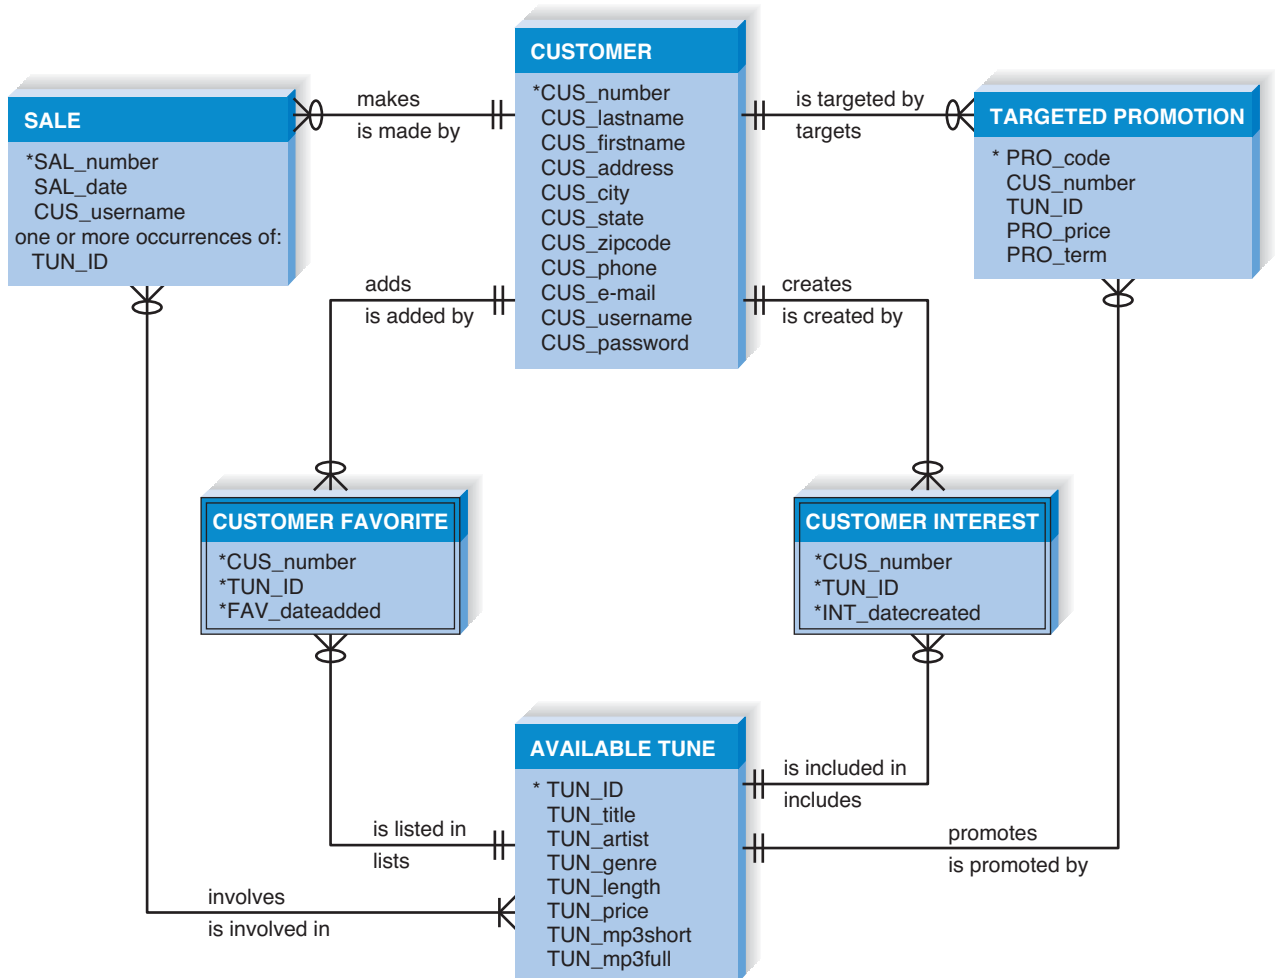 CUSTOMER
*CUS_number
CUS_lastname
CUS_firstname
CUS_address
CUS_city
CUS_state
CUS_zipcode
CUS_phone
CUS_e-mail
CUS_username
CUS_password
SALE
*SAL_number
SAL_date
CUS_username
one or more occurrences of:
TUN_ID
makes
is made by
is targeted by
targets
TARGETED PROMOTION
* PRO_code
CUS_number
TUN_ID
PRO_price
PRO_term
adds
is added by
creates
is created by
CUSTOMER FAVORITE
*CUS_number
*TUN_ID
*FAV_dateadded
CUSTOMER INTEREST
*CUS_number
*TUN_ID
*INT_datecreated
AVAILABLE TUNE
* TUN_ID
TUN_title
TUN_artist
TUN_genre
TUN_length
TUN_price
TUN_mp3short
TUN_mp3full
is included in
includes
is listed in
lists
promotes
is promoted by
involves
is involved in